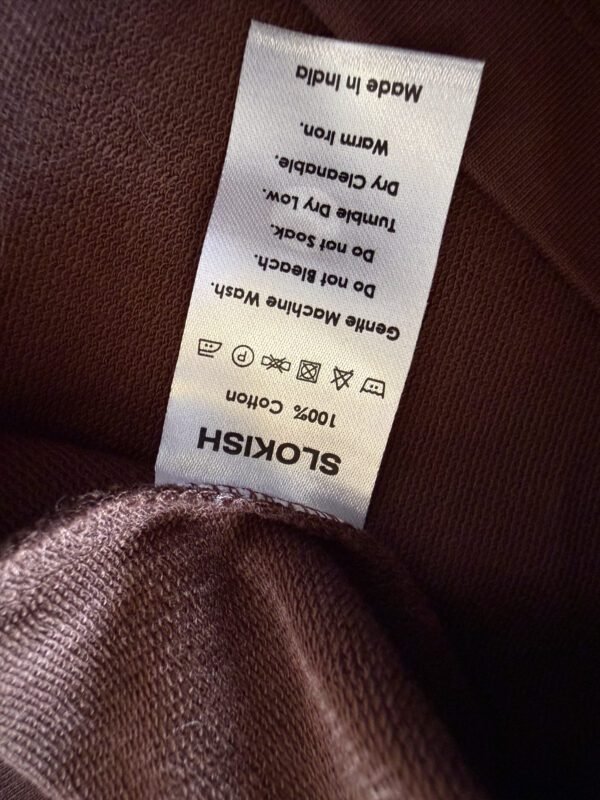 SLOKISH
100% Cotton
P
Gentle Machine Wash.
Do not Bleach.
Do not Soak.
Tumble Dry Low.
Dry Cleanable.
Warm Iron.
Made In India